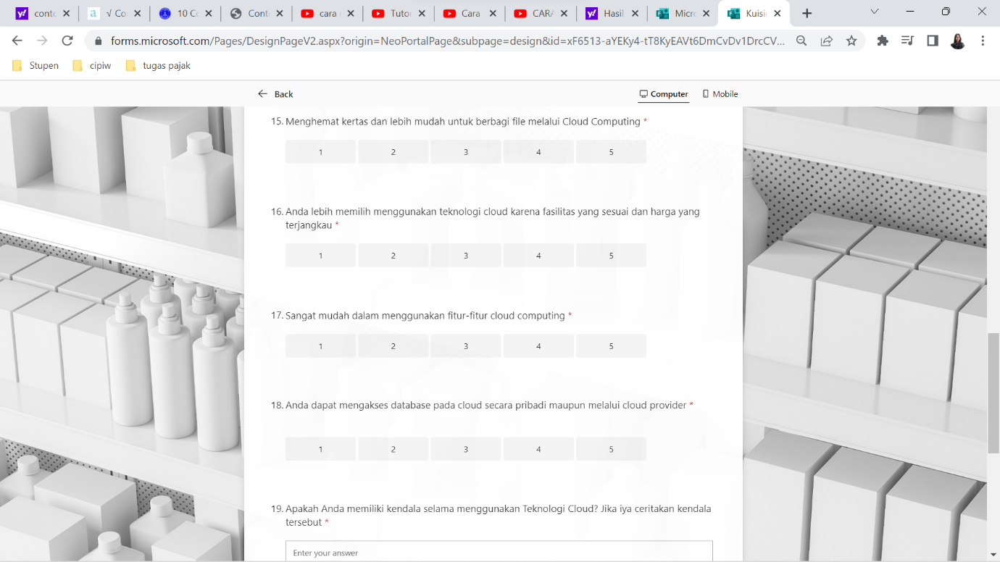 conto
√ Co
10 Co
Cont
cara
Tuto
Cara
CAR
Hasil
Micr
Kuisi
forms.microsoft.com/Pages/DesignPageV2.aspx?origin=NeoPortalPage&subpage=design&id=xF6513-aYEKy4-tT8KyEAVt6DmCvDv1DrcCV...
Stupen
cipiw
tugas pajak
Back
Computer
Mobile
15. Menghemat kertas dan lebih mudah untuk berbagi file melalui Cloud Computing *
1 2 3 4 5
16. Anda lebih memilih menggunakan teknologi cloud karena fasilitas yang sesuai dan harga yang
terjangkau *
1 2 3 4 5
17. Sangat mudah dalam menggunakan fitur-fitur cloud computing *
1 2 3 4 5
18. Anda dapat mengakses database pada cloud secara pribadi maupun melalui cloud provider *
1 2 3 4 5
19. Apakah Anda memiliki kendala selama menggunakan Teknologi Cloud? Jika iya ceritakan kendala
tersebut *
Enter your answer